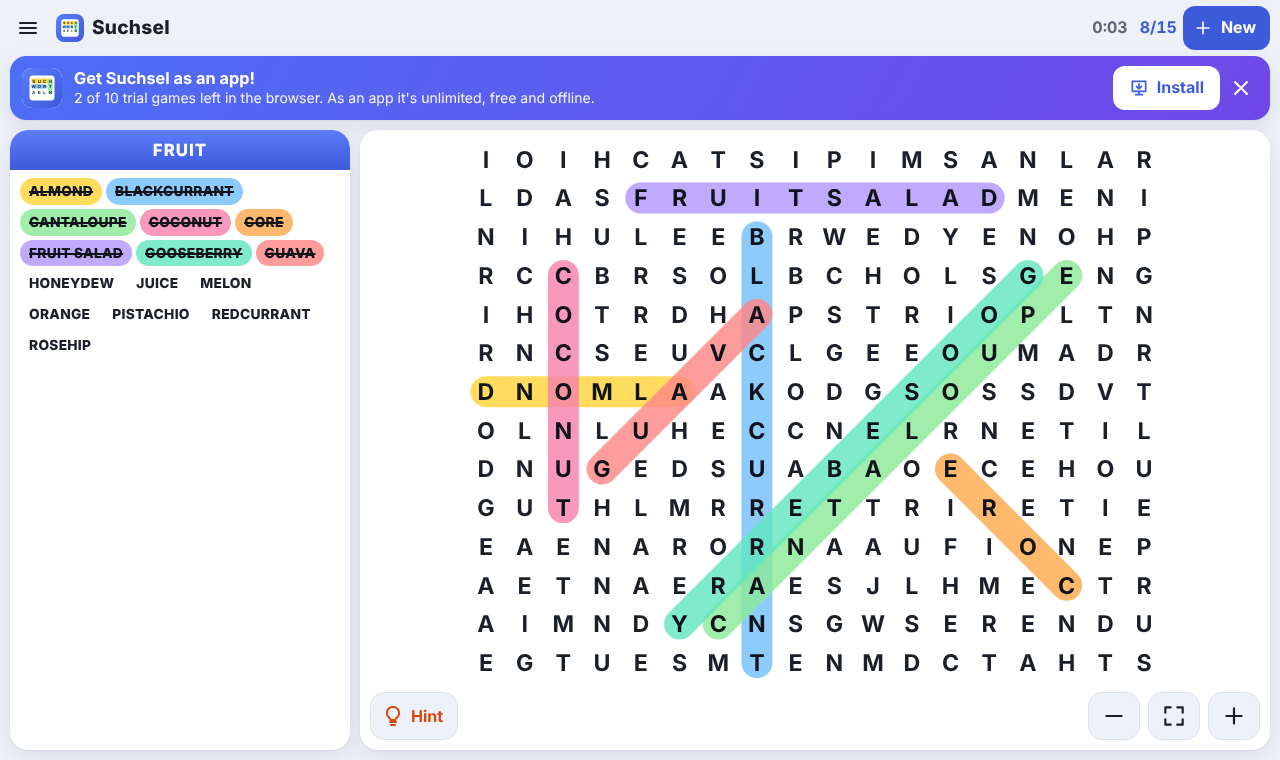 Suchsel
0:03 8/15 New
Get Suchsel as an app!
2 of 10 trial games left in the browser. As an app it's unlimited, free and offline.
Install
FRUIT
ALMOND BLACKCURRANT
CANTALOUPE COCONUT CORE
FRUIT SALAD GOOSEBERRY GUAVA
HONEYDEW JUICE MELON
ORANGE PISTACHIO REDCURRANT
ROSEHIP
I O I H C A T S I P I M S A N L A R
L D A S F R U I T S A L A D M E N I
N I H U L E E B R W E D Y E N O H P
R C C B R S O L B C H O L S G E N G
I H O T R D H A P S T R I O P L T N
R N C S E U V C L G E E O U M A D R
D N O M L A A K O D G S O S S D V T
O L N L U H E C C N E L R N E T I L
D N U G E D S U A B A O E C E H O U
G U T H L M R R E T T R I R E T I E
E A E N A R O R N A A U F I O N E P
A E T N A E R A E S J L H M E C T R
A I M N D Y C N S G W S E R E N D U
E G T U E S M T E N M D C T A H T S
Hint